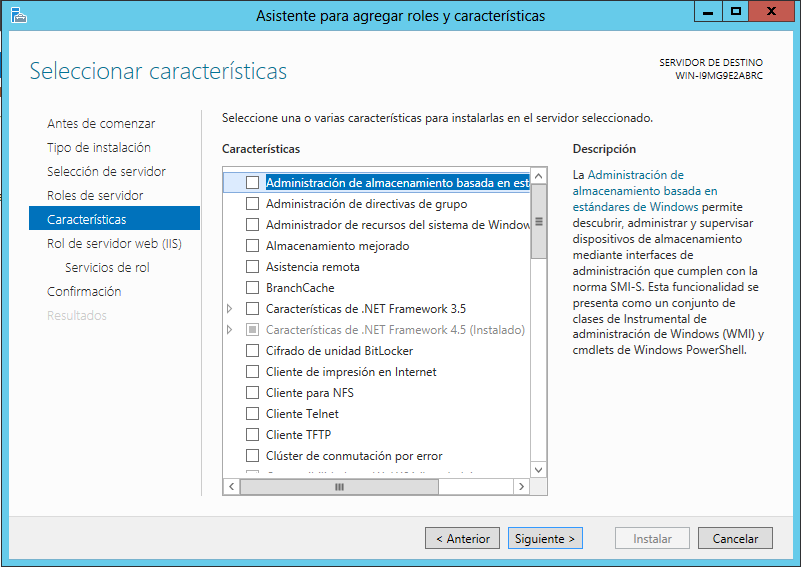 Asistente para agregar roles y características
Seleccionar características
SERVIDOR DE DESTINO
WIN-I9MG9E2ABRC
Antes de comenzar
Tipo de instalación
Selección de servidor
Roles de servidor
Características
Rol de servidor web (IIS)
Servicios de rol
Confirmación
Resultados
Seleccione una o varias características para instalarlas en el servidor seleccionado.
Características
Administración de almacenamiento basada en est
Administración de directivas de grupo
Administrador de recursos del sistema de Window
Almacenamiento mejorado
Asistencia remota
BranchCache
Características de .NET Framework 3.5
Características de .NET Framework 4.5 (Instalado)
Cifrado de unidad BitLocker
Cliente de impresión en Internet
Cliente para NFS
Cliente Telnet
Cliente TFTP
Clúster de conmutación por error
Descripción
La Administración de
almacenamiento basada en
estándares de Windows permite
descubrir, administrar y supervisar
dispositivos de almacenamiento
mediante interfaces de
administración que cumplen con la
norma SMI-S. Esta funcionalidad se
presenta como un conjunto de
clases de Instrumental de
administración de Windows (WMI) y
cmdlets de Windows PowerShell.
< Anterior
Siguiente >
Instalar
Cancelar